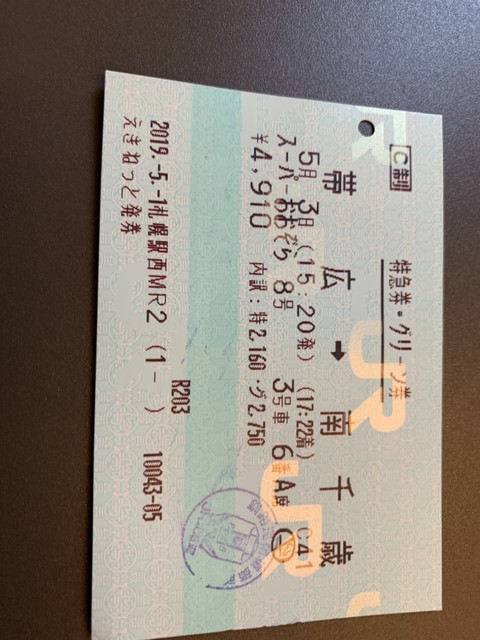 C制
特急券・グリーン券
帯広 ➡ 南千歳
5月 3日 (15:20発) (17:22着) C41
スーパーおおぞら 8号 3号車 6番A席
¥4,910 内訳:特2,160・グ2,750
R203
2019.-5.-1札幌駅西MR2 (1- ) 10043-05
えきねっと発券